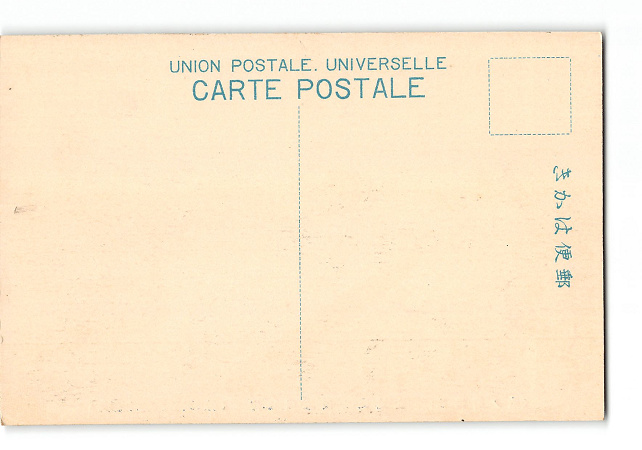 UNION POSTALE. UNIVERSELLE
CARTE POSTALE
きかは便郵